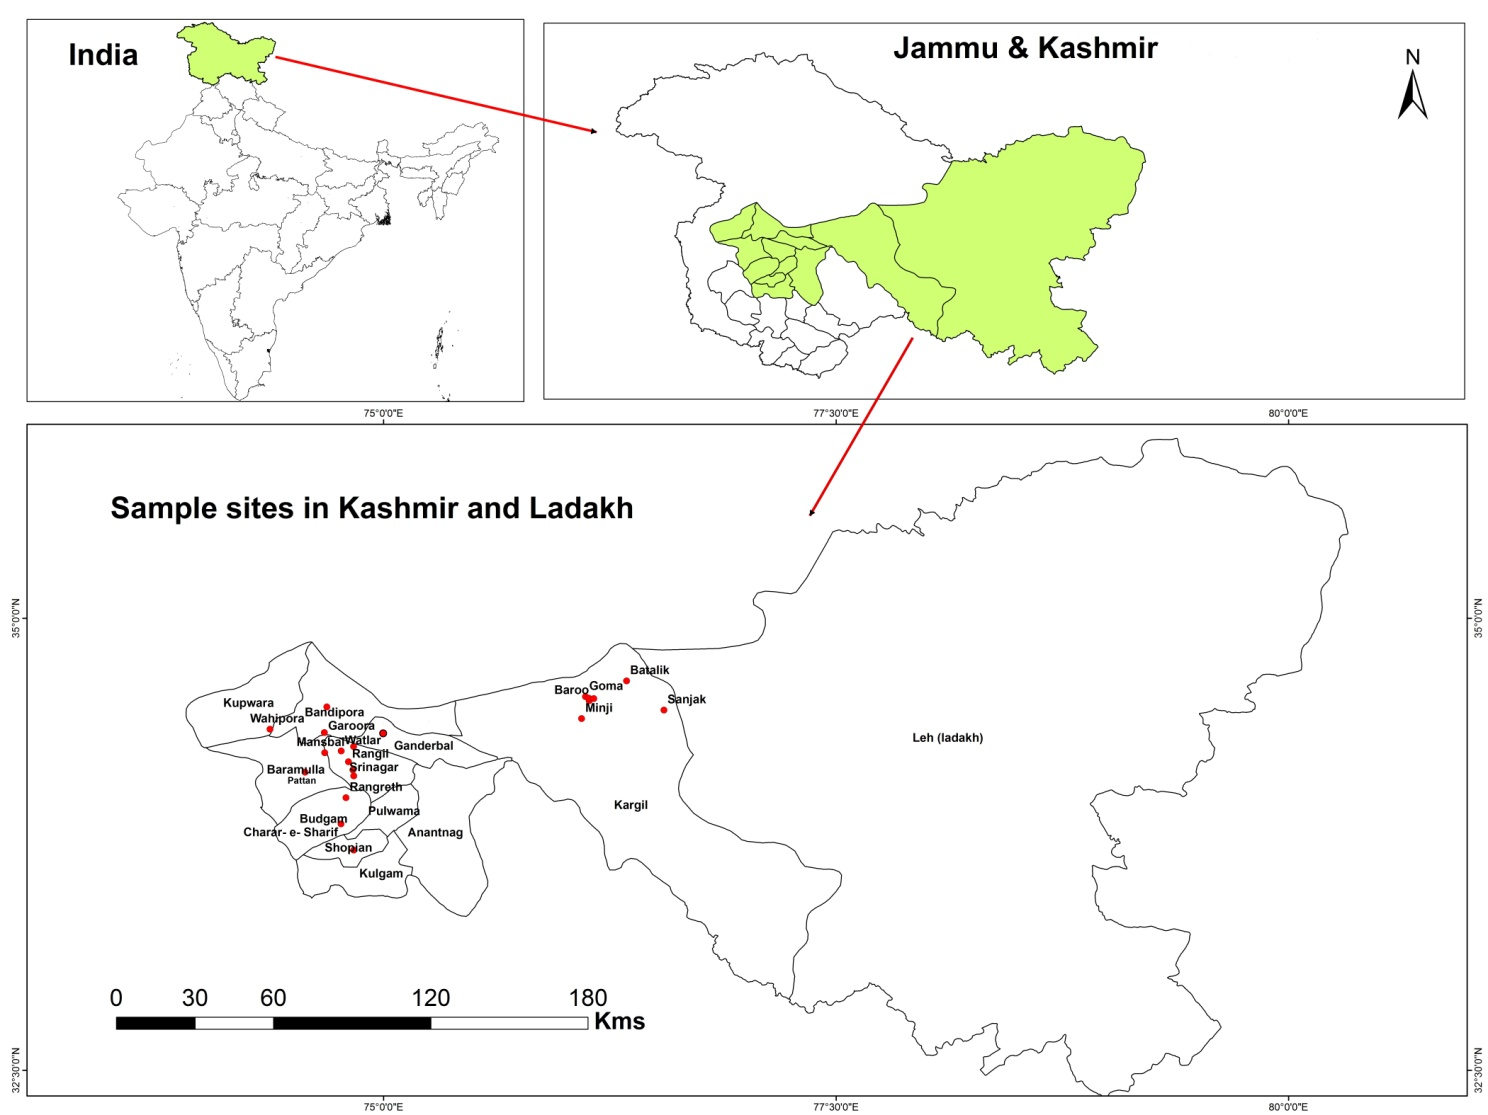 India
Jammu & Kashmir
N
75°0'0"E
77°30'0"E
80°0'0"E
Sample sites in Kashmir and Ladakh
35°0'0"N
35°0'0"N
Batalik
Baroo
Goma
Sanjak
Kupwara
Minji
Bandipora
Wahipora
Garoora
Mansbal
Watlar
Ganderbal
Leh (ladakh)
Rangil
Baramulla
Srinagar
Pattan
Rangreth
Kargil
Pulwama
Budgam
Charar- e- Sharif
Anantnag
Shopian
Kulgam
0 30 60 120 180
Kms
32°30'0"N
32°30'0"N
75°0'0"E
77°30'0"E
80°0'0"E